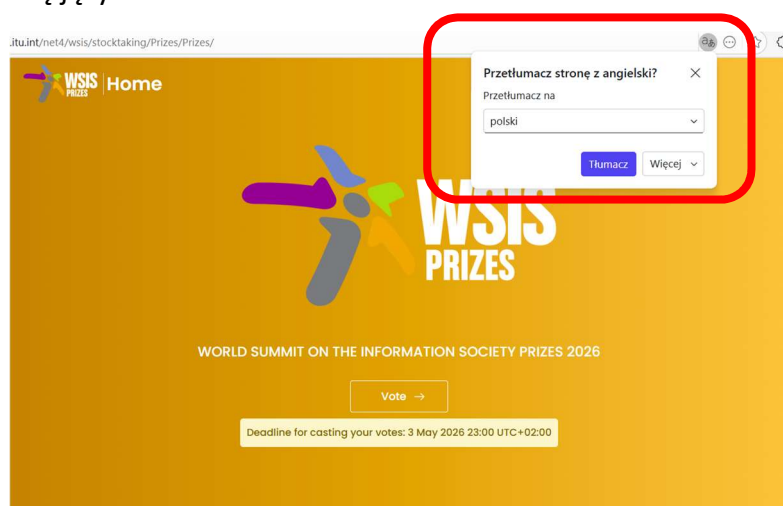 .itu.int/net4/wsis/stocktaking/Prizes/Prizes/
WSIS PRIZES | Home
Przetłumacz stronę z angielski?
Przetłumacz na
polski
Tłumacz
Więcej
WSIS
PRIZES
WORLD SUMMIT ON THE INFORMATION SOCIETY PRIZES 2026
Vote →
Deadline for casting your votes: 3 May 2026 23:00 UTC+02:00